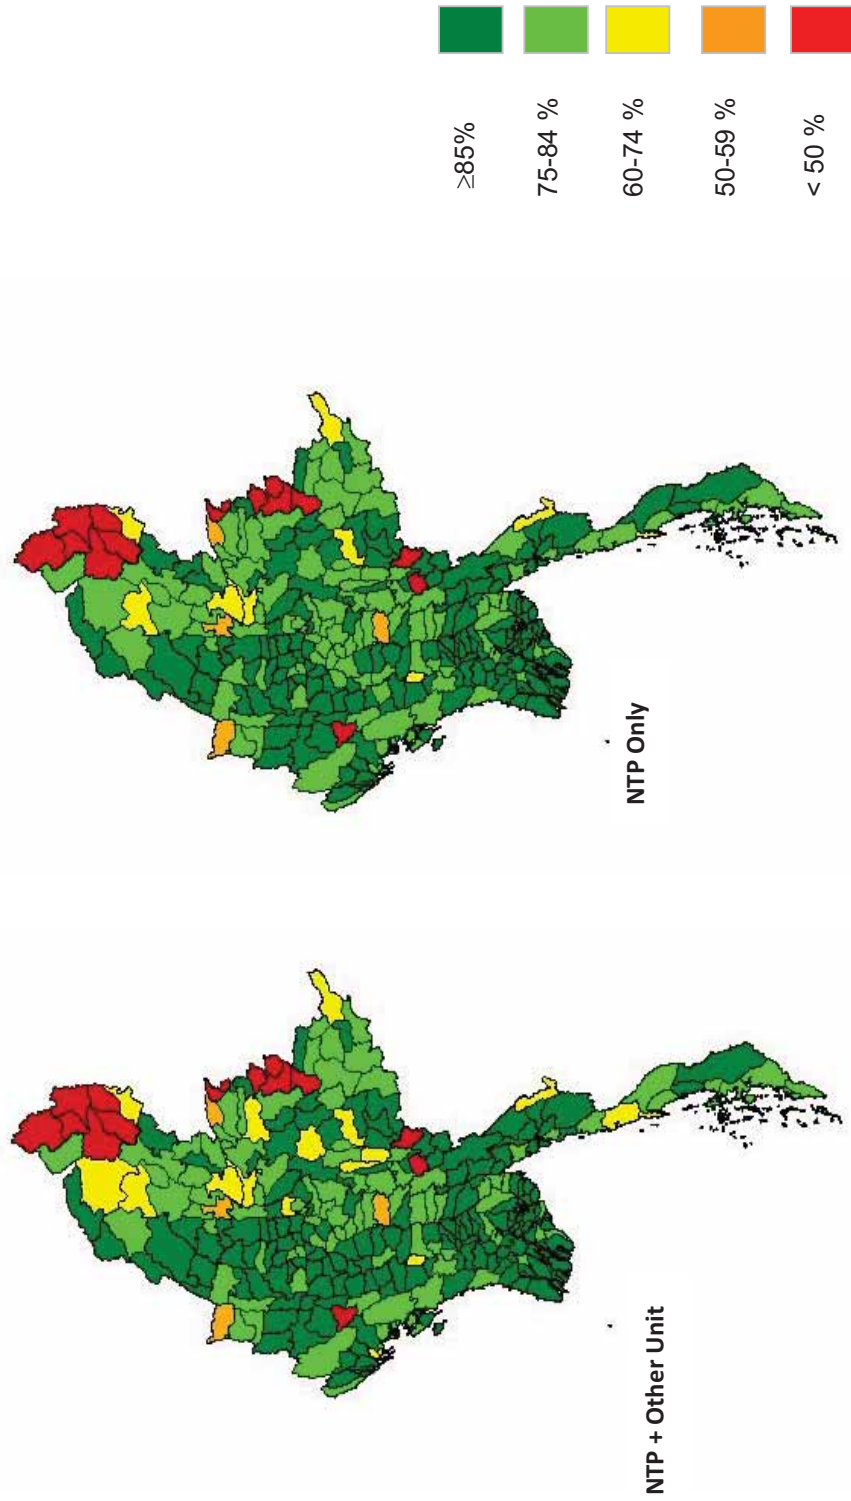 ≥85%
75-84 %
60-74 %
50-59 %
< 50 %
NTP Only
NTP + Other Unit